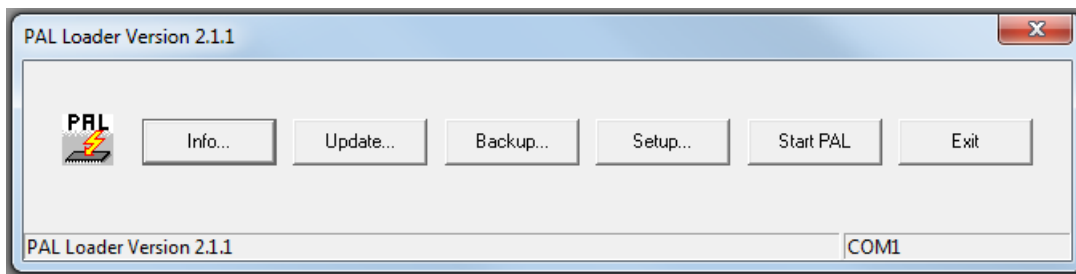 PAL Loader Version 2.1.1
PAL
Info... Update... Backup... Setup... Start PAL Exit
PAL Loader Version 2.1.1 COM1